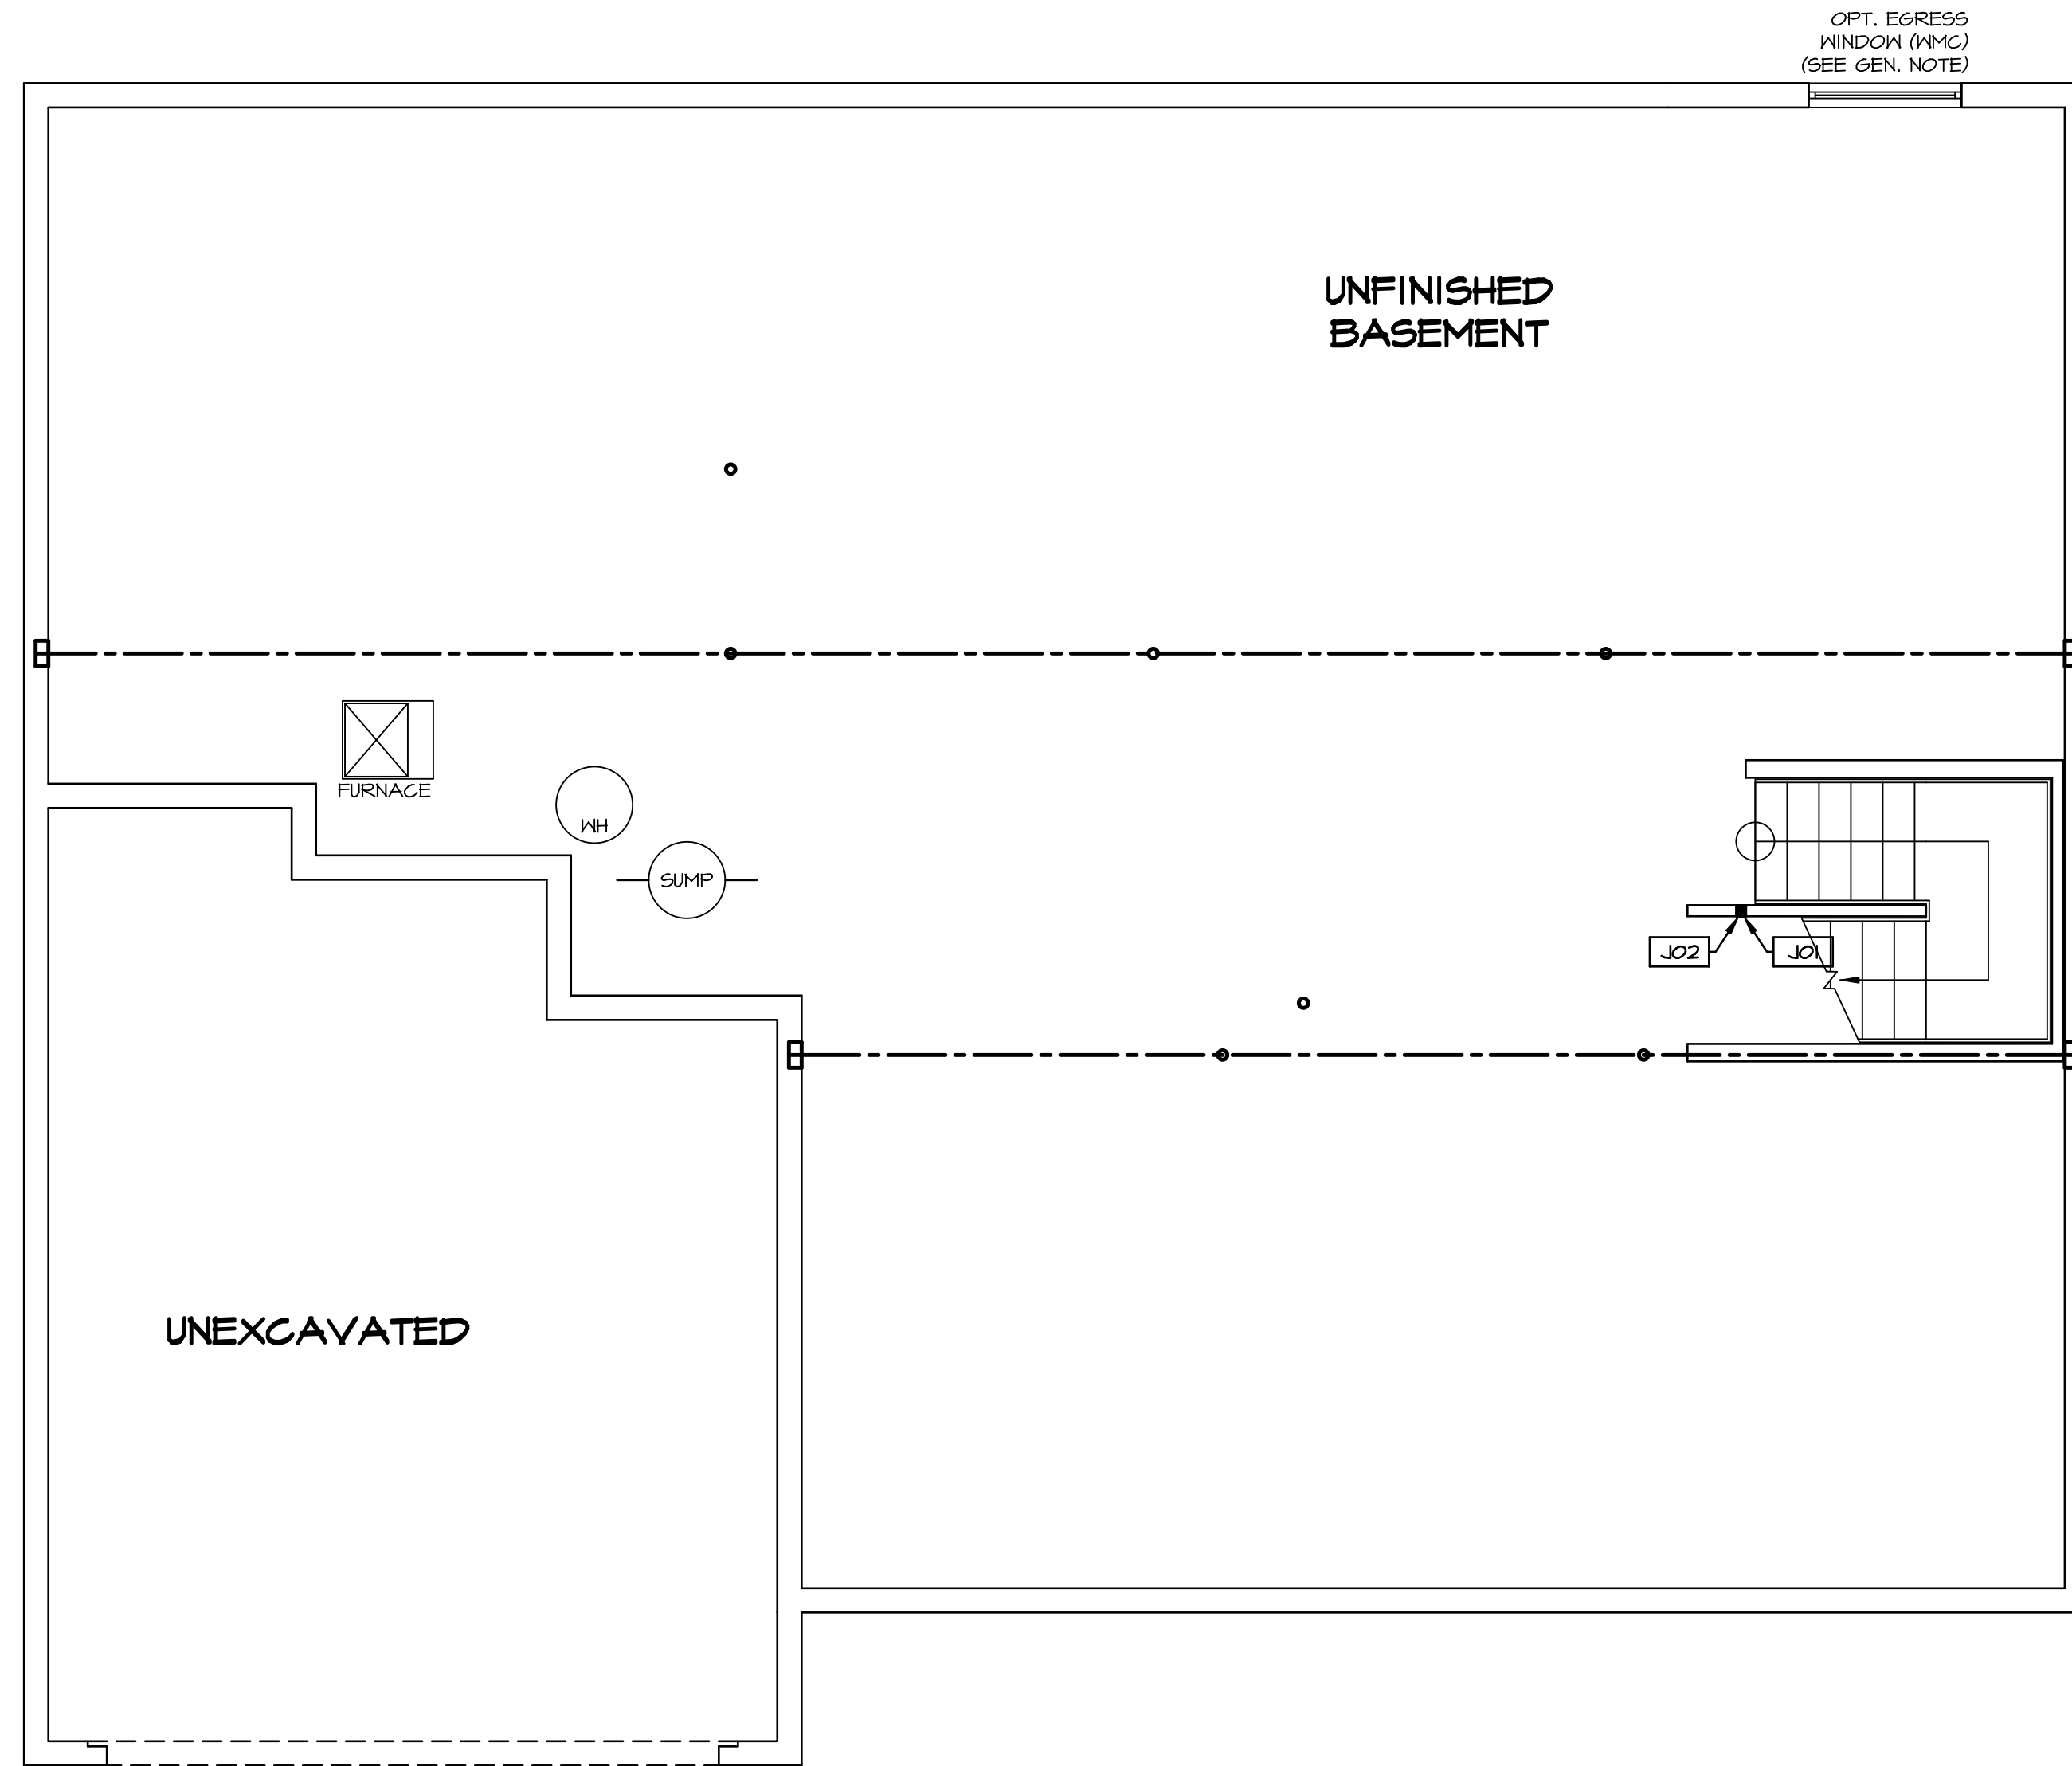 OPT. EGRESS
WINDOW (WMC)
(SEE GEN. NOTE)
UNFINISHED
BASEMENT
FURNACE
WH
SUMP
J02
J01
UNEXCAVATED